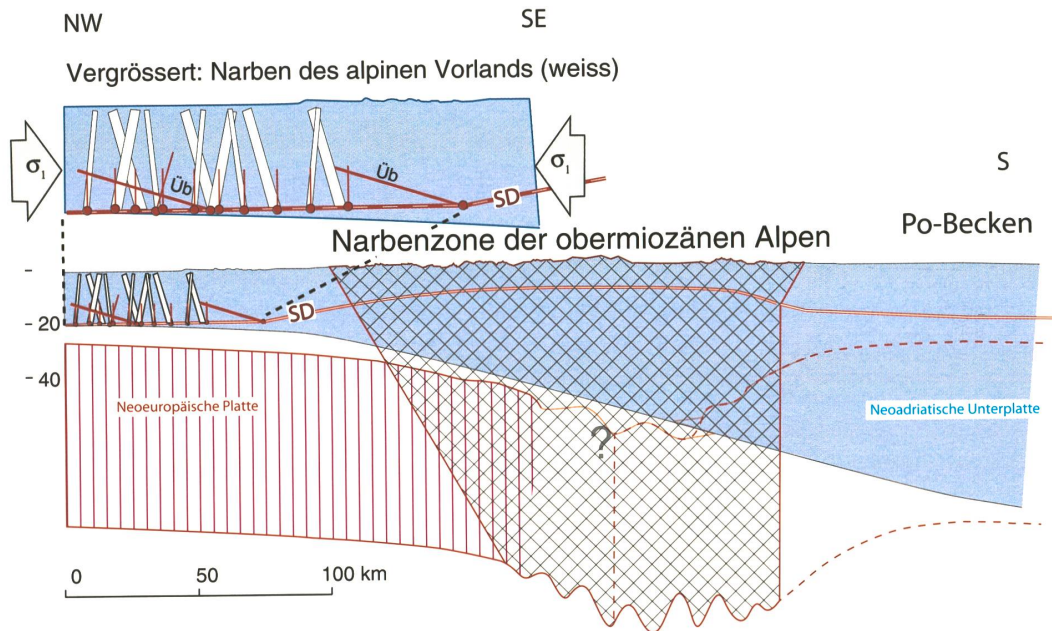 NW
SE
Vergrössert: Narben des alpinen Vorlands (weiss)
σ1
Üb
Üb
SD
σ1
S
Narbenzone der obermiozänen Alpen
Po-Becken
–
– 20
– 40
SD
Neoeuropäische Platte
Neoadriatische Unterplatte
?
0 50 100 km